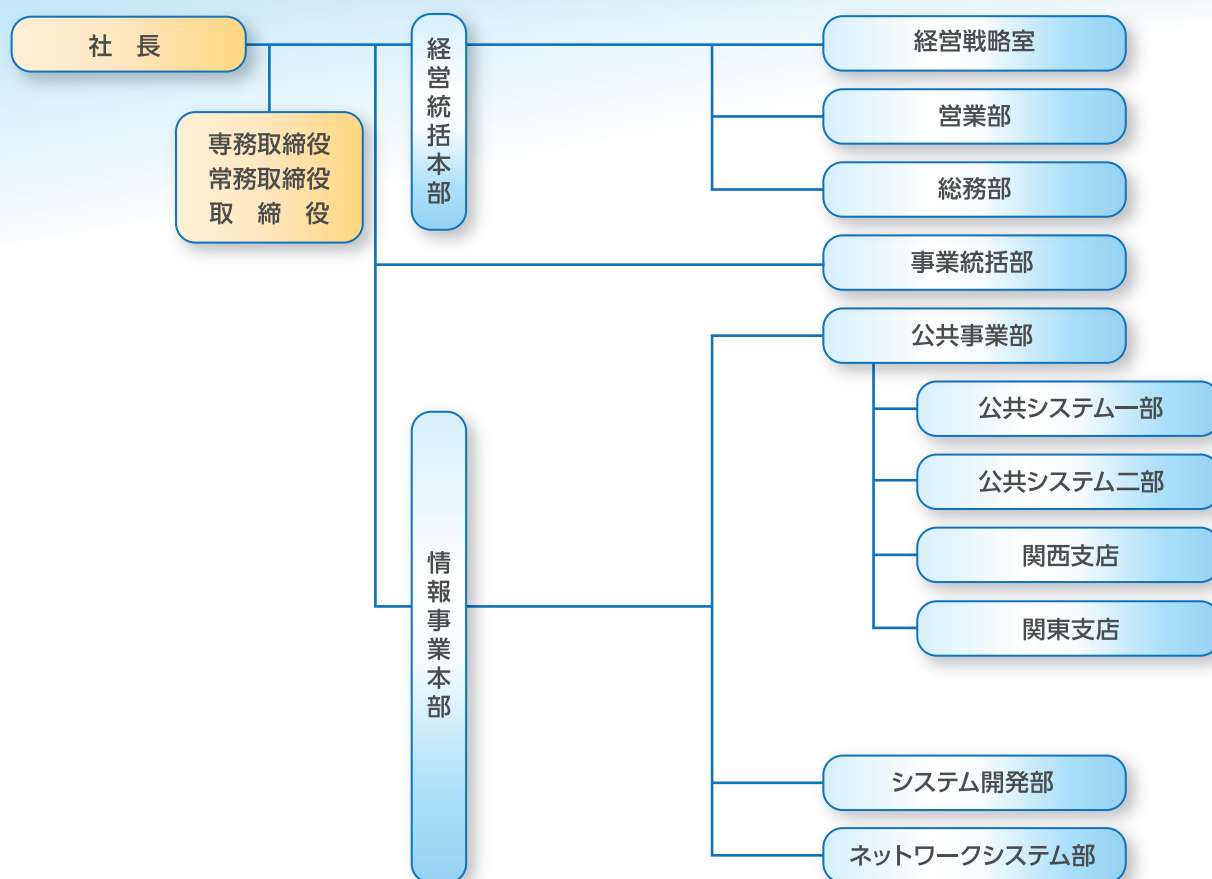 社　長
専務取締役
常務取締役
取　締　役
経営統括本部
経営戦略室
営業部
総務部
事業統括部
情報事業本部
公共事業部
公共システム一部
公共システム二部
関西支店
関東支店
システム開発部
ネットワークシステム部